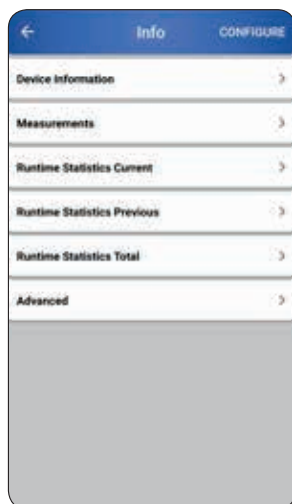 Info CONFIGURE
Device Information
Measurements
Runtime Statistics Current
Runtime Statistics Previous
Runtime Statistics Total
Advanced